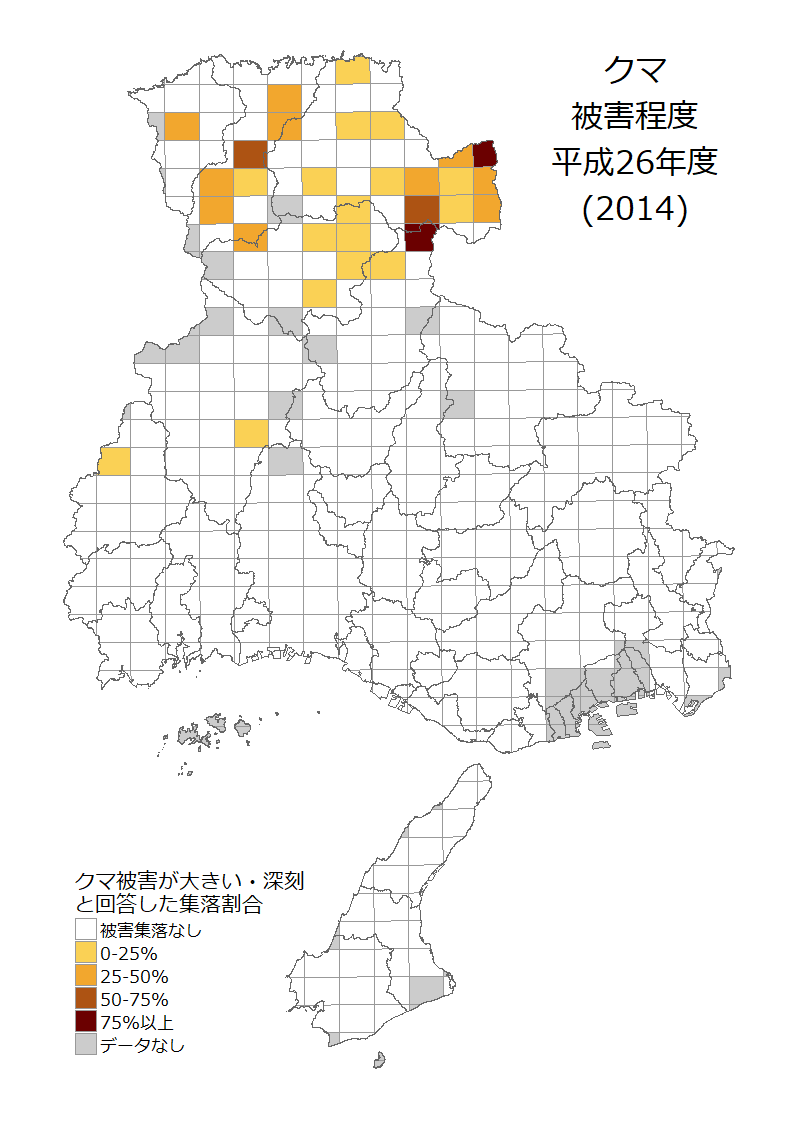 クマ
被害程度
平成26年度
(2014)
クマ被害が大きい・深刻
と回答した集落割合
被害集落なし
0-25%
25-50%
50-75%
75%以上
データなし